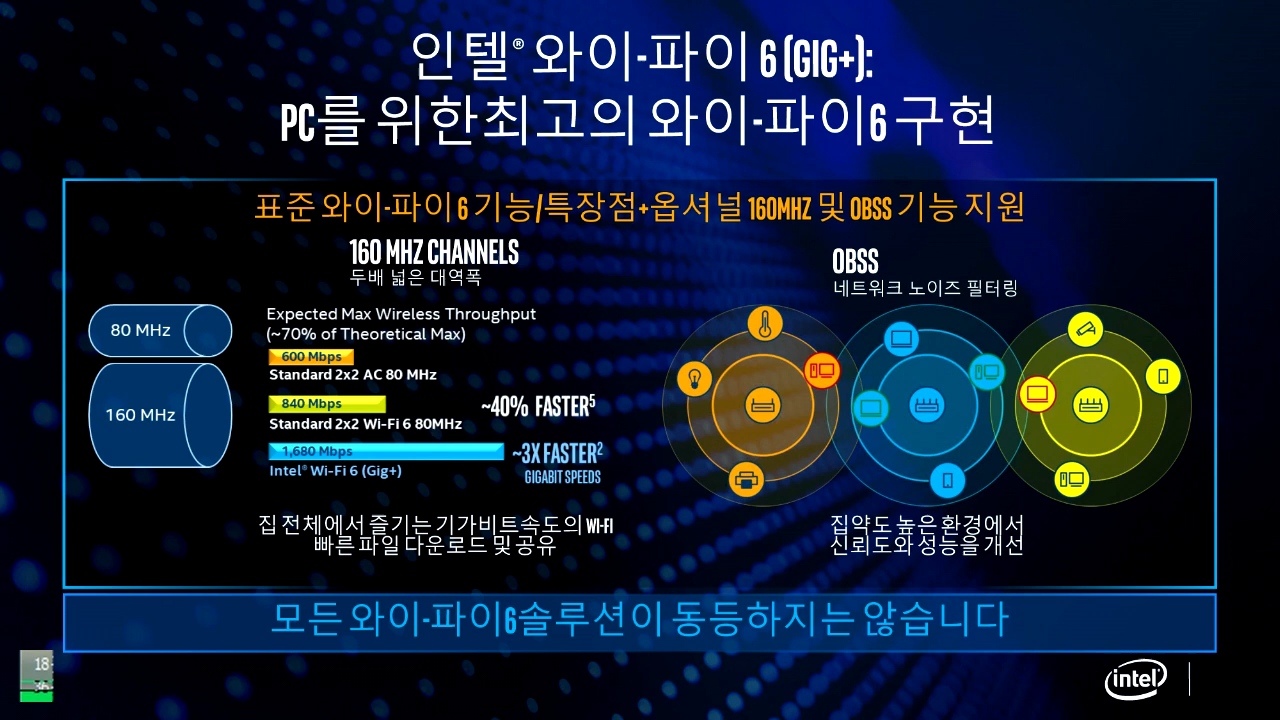 인텔® 와이-파이 6 (GIG+):
PC를 위한최고의 와이-파이6 구현
표준 와이-파이 6 기능/특장점+옵셔널 160MHZ 및 OBSS 기능 지원
160 MHZ CHANNELS
두배 넓은 대역폭
80 MHz
160 MHz
Expected Max Wireless Throughput
(~70% of Theoretical Max)
600 Mbps
Standard 2x2 AC 80 MHz
840 Mbps
~40% FASTER5
Standard 2x2 Wi-Fi 6 80MHz
1,680 Mbps
~3X FASTER2
Intel® Wi-Fi 6 (Gig+)
GIGABIT SPEEDS
집 전체에서 즐기는 기가비트속도의 WI-FI
빠른 파일 다운로드 및 공유
OBSS
네트워크 노이즈 필터링
집약도 높은 환경에서
신뢰도와 성능을 개선
모든 와이-파이6솔루션이 동등하지는 않습니다
18
intel